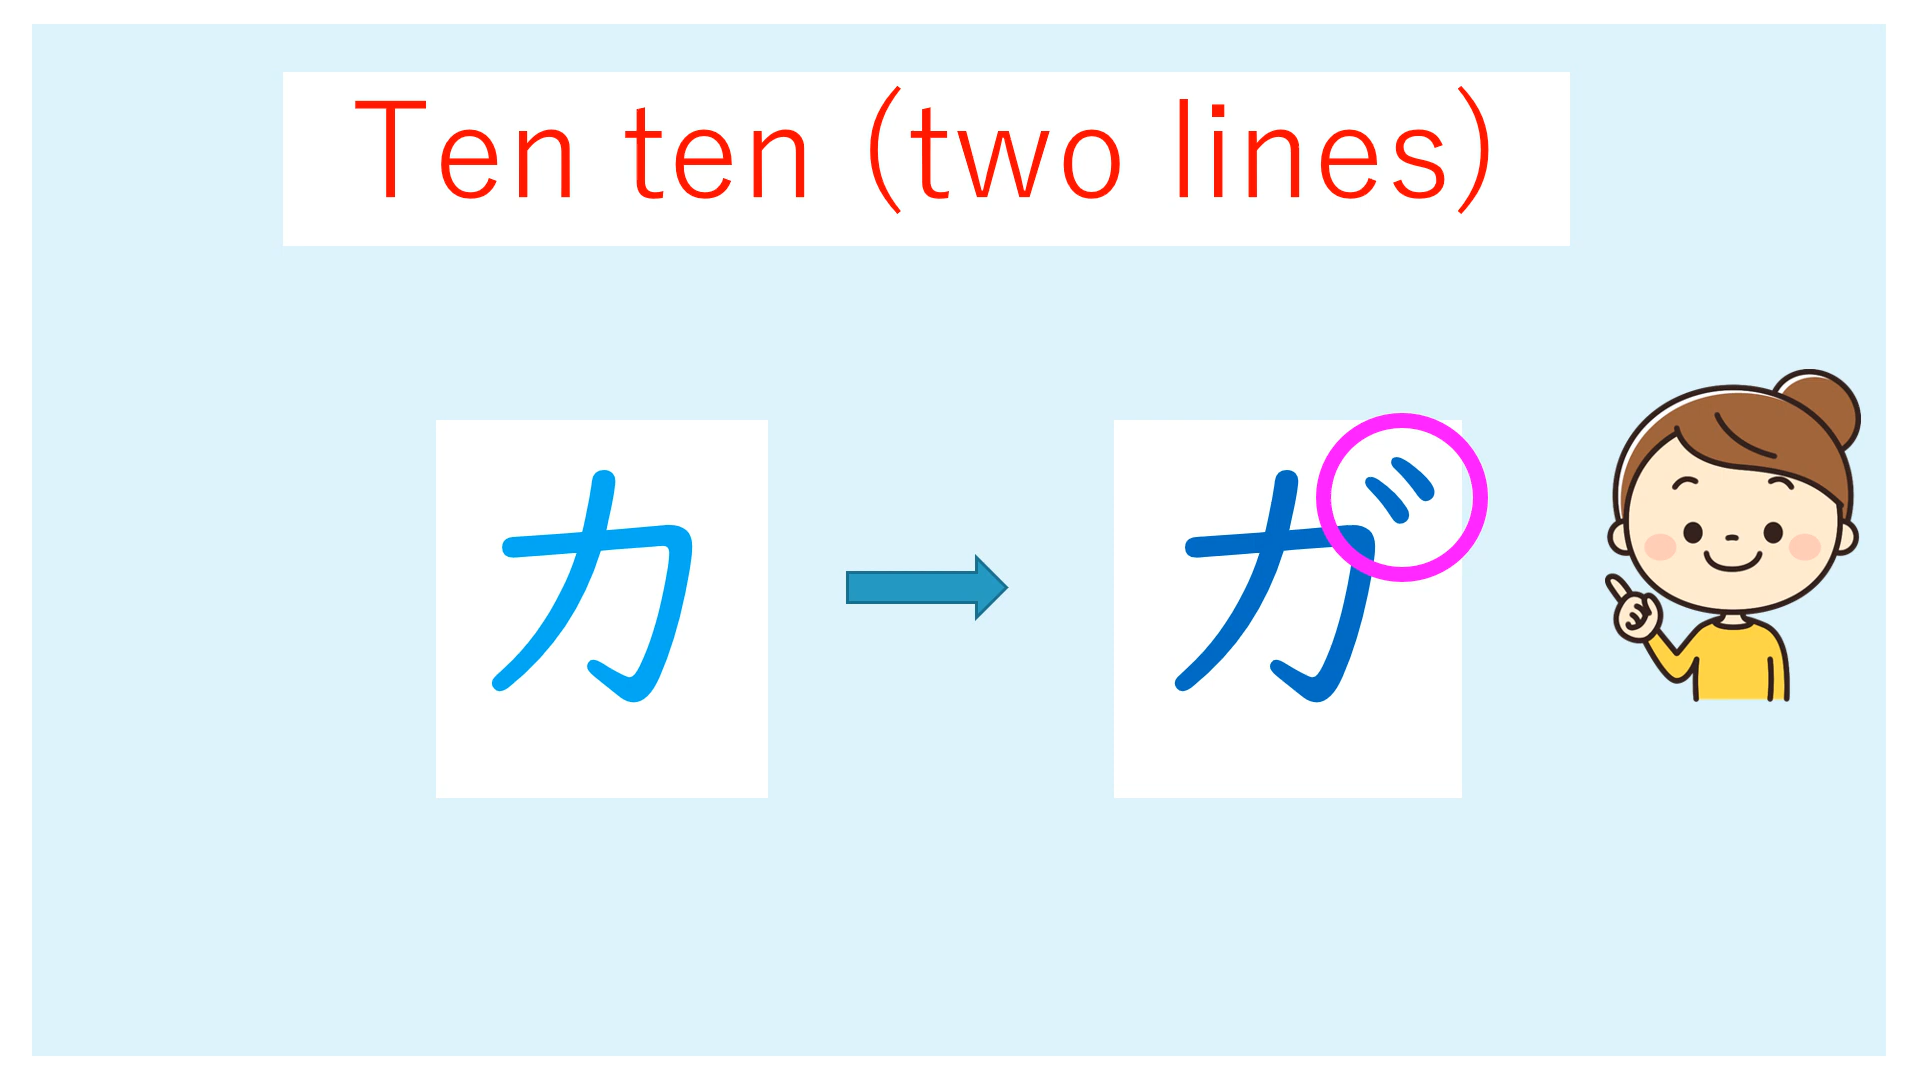 Ten ten (two lines)
カ ガ